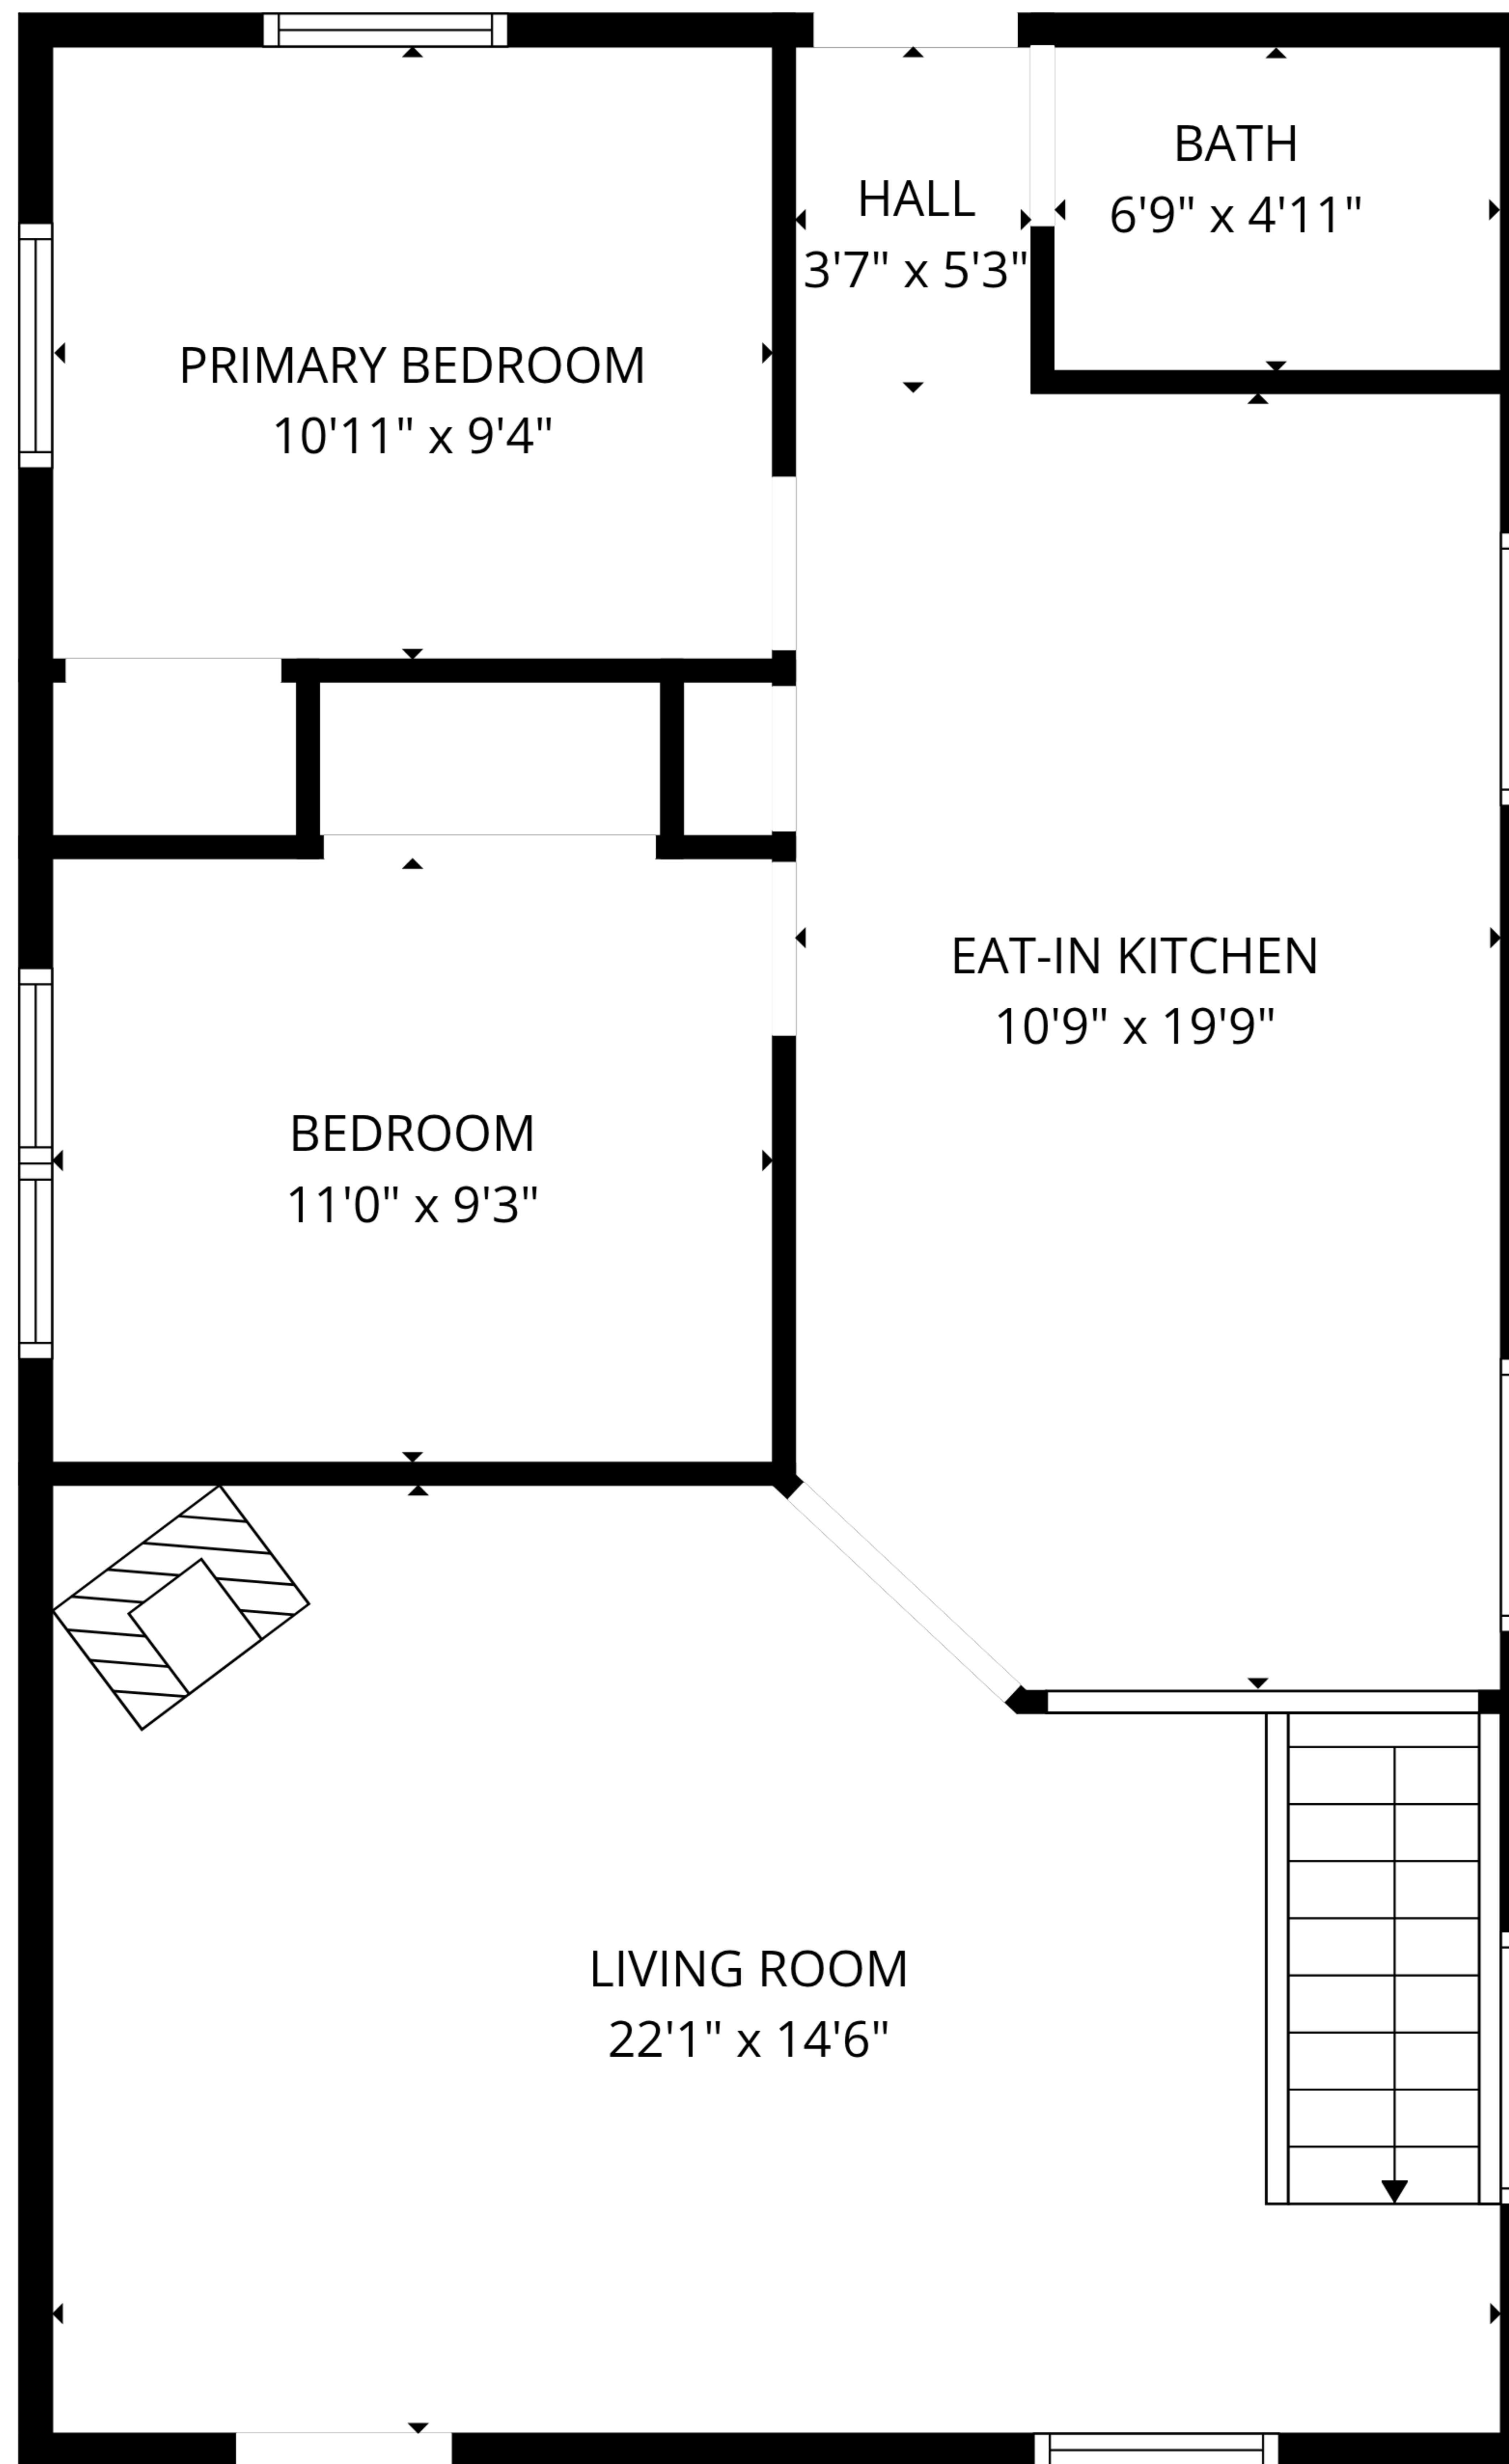 BATH
6'9" x 4'11"
HALL
3'7" x 5'3"
PRIMARY BEDROOM
10'11" x 9'4"
EAT-IN KITCHEN
10'9" x 19'9"
BEDROOM
11'0" x 9'3"
LIVING ROOM
22'1" x 14'6"